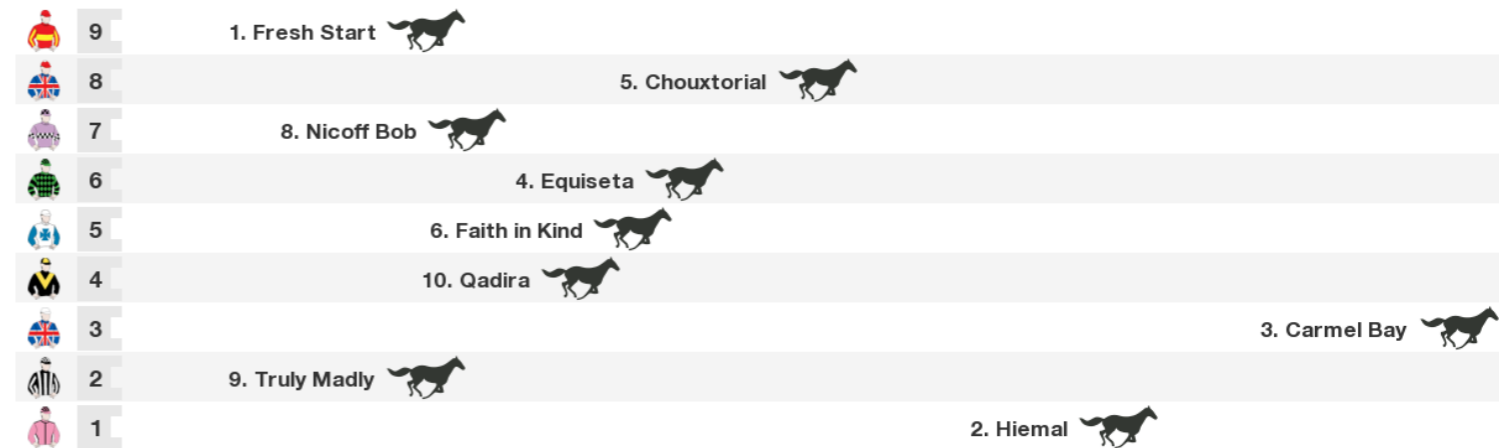 9 1. Fresh Start
8 5. Chouxtorial
7 8. Nicoff Bob
6 4. Equiseta
5 6. Faith in Kind
4 10. Qadira
3 3. Carmel Bay
2 9. Truly Madly
1 2. Hiemal